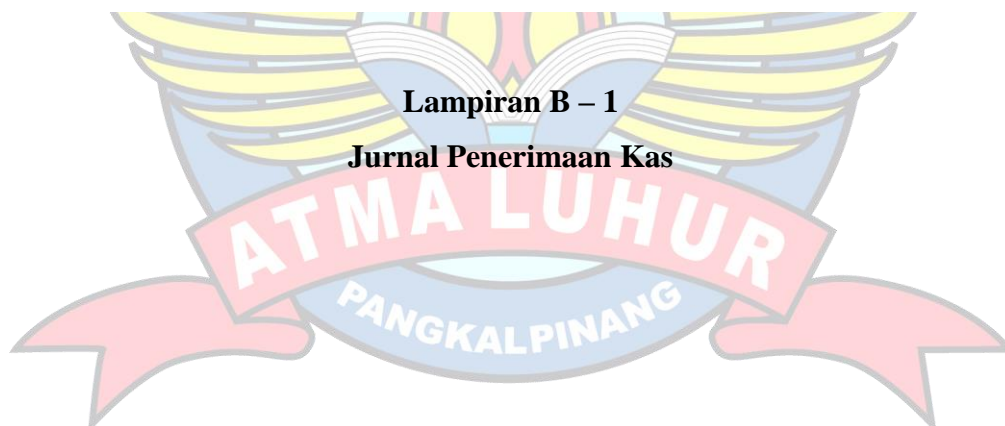 Lampiran B – 1
Jurnal Penerimaan Kas
ATMA LUHUR
PANGKALPINANG